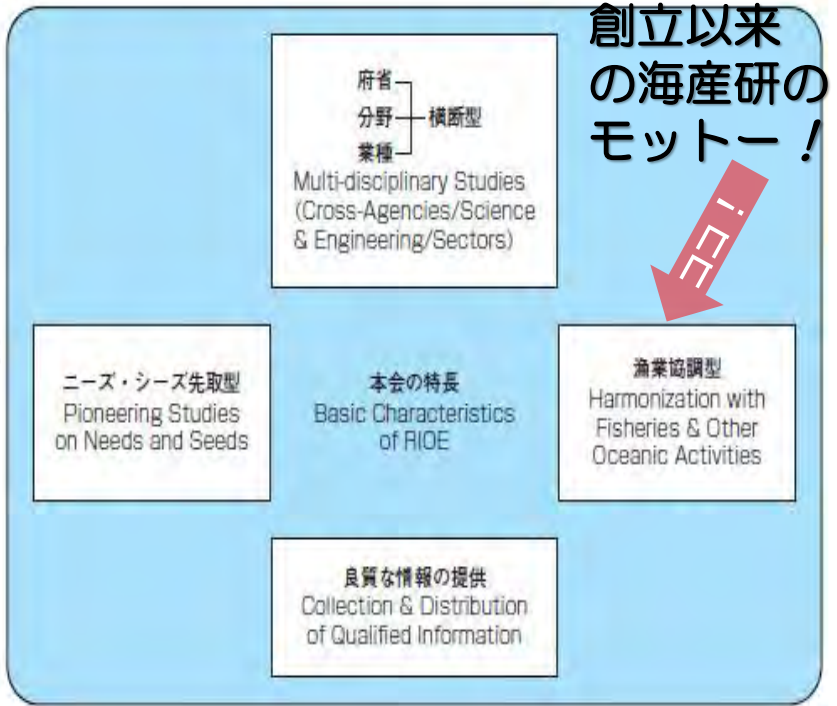 創立以来
の海産研の
モットー！
府省
分野 横断型
業種
Multi-disciplinary Studies
(Cross-Agencies/Science
& Engineering/Sectors)
ココ！
ニーズ・シーズ先取型
Pioneering Studies
on Needs and Seeds
本会の特長
Basic Characteristics
of RIOE
漁業協調型
Harmonization with
Fisheries & Other
Oceanic Activities
良質な情報の提供
Collection & Distribution
of Qualified Information